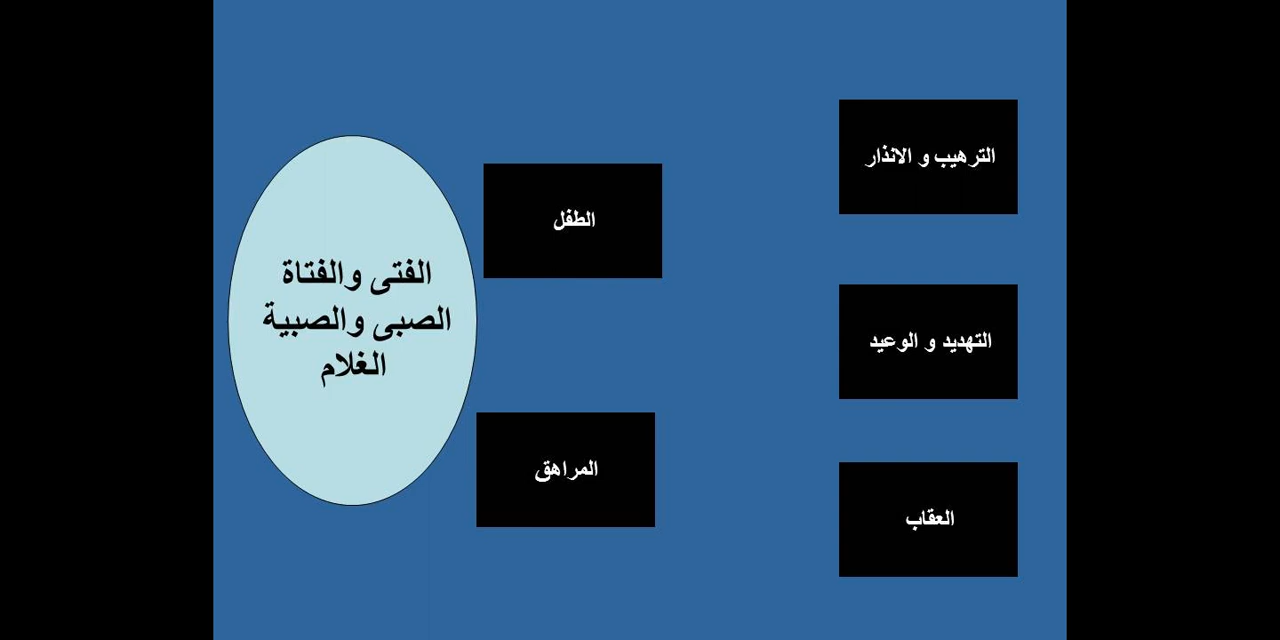 الترهيب و الانذار
الطفل
الفتى والفتاة
الصبى والصبية
الغلام
التهديد و الوعيد
المراهق
العقاب